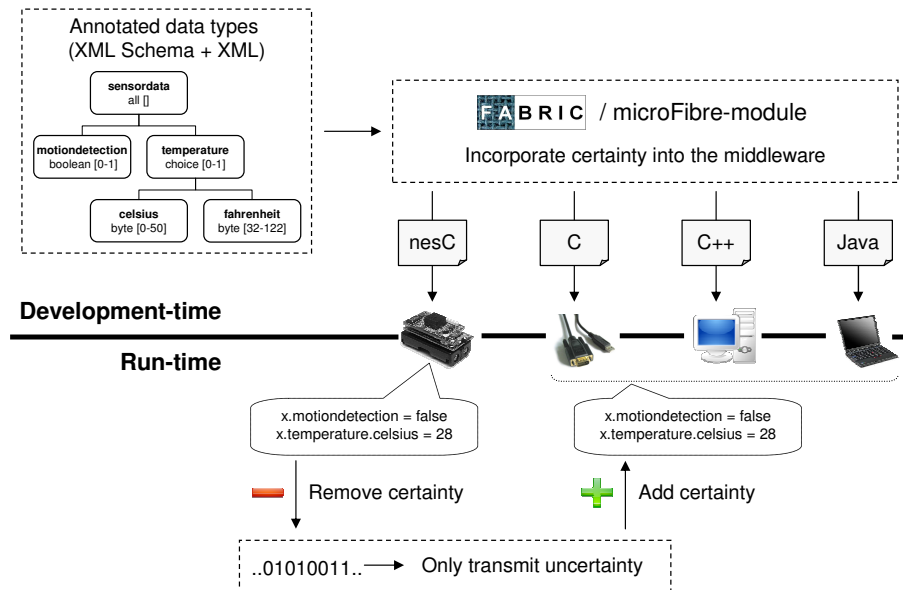 Annotated data types
(XML Schema + XML)
sensordata
all []
motiondetection
boolean [0-1]
temperature
choice [0-1]
celsius
byte [0-50]
fahrenheit
byte [32-122]
FABRIC / microFibre-module
Incorporate certainty into the middleware
nesC
C
C++
Java
Development-time
Run-time
x.motiondetection = false
x.temperature.celsius = 28
x.motiondetection = false
x.temperature.celsius = 28
Remove certainty
Add certainty
..01010011..
Only transmit uncertainty